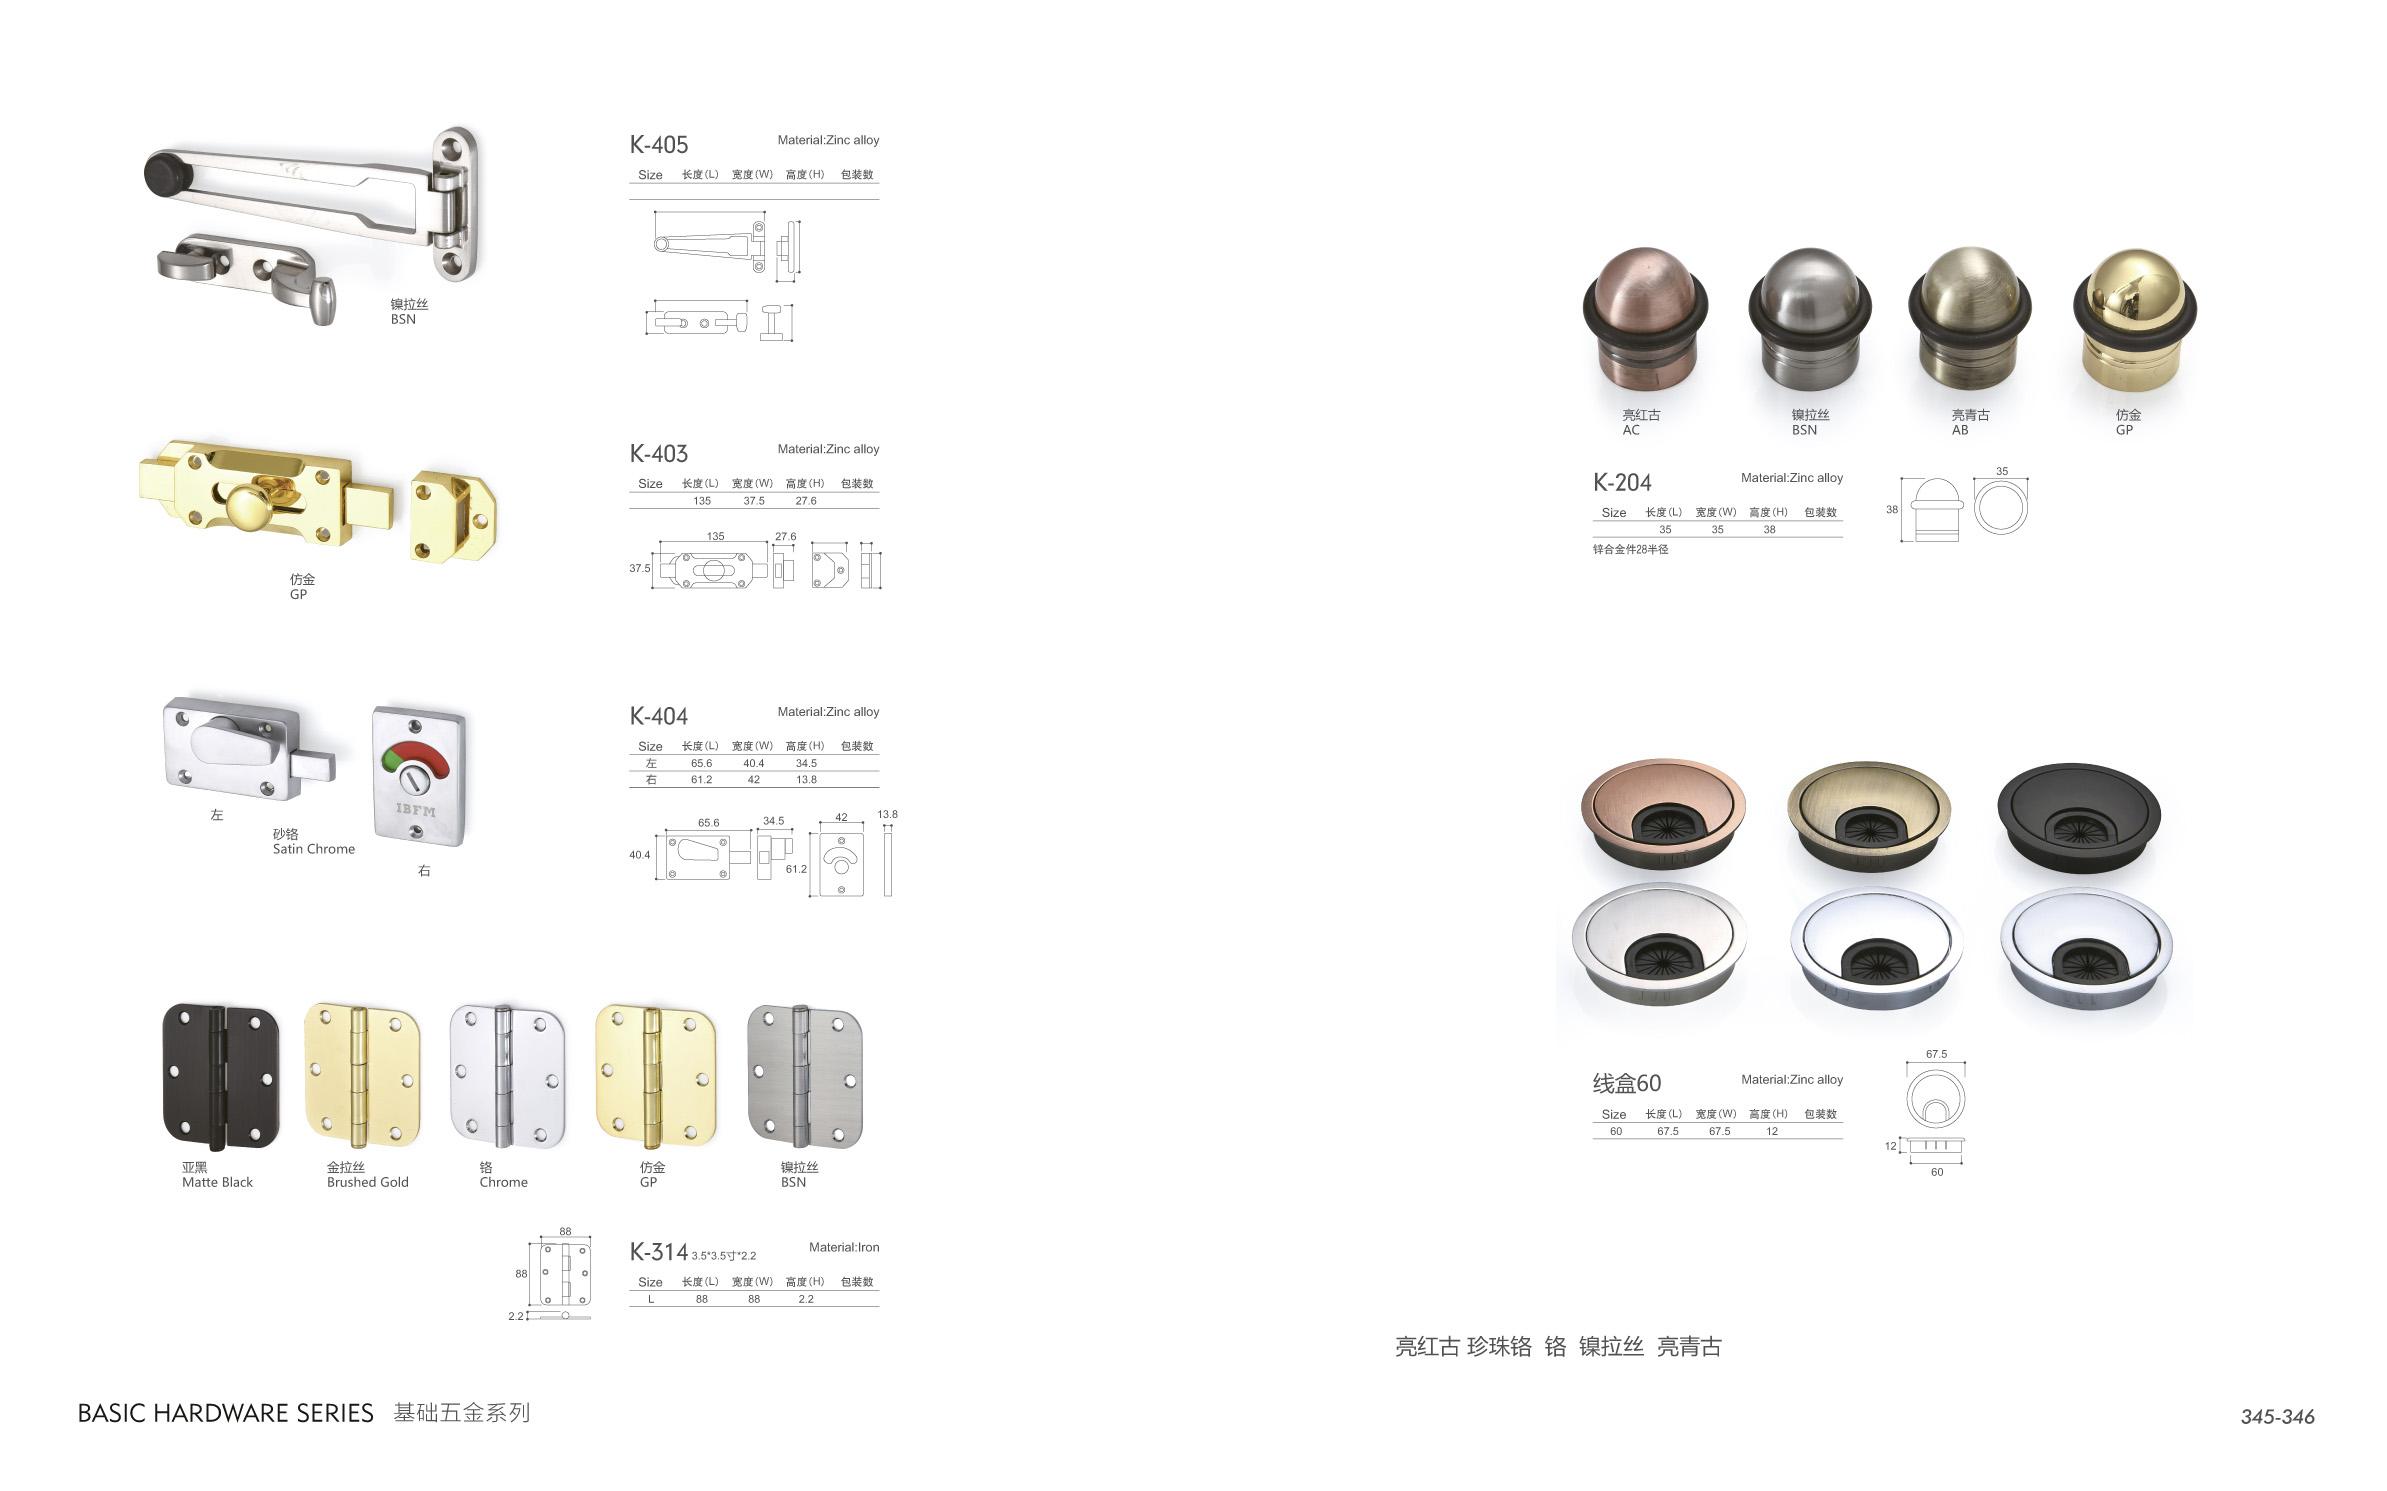 K-405
Material:Zinc alloy
Size 长度(L) 宽度(W) 高度(H) 包装数
镍拉丝
BSN
K-403
Material:Zinc alloy
Size 长度(L) 宽度(W) 高度(H) 包装数
135 37.5 27.6
135
27.6
37.5
仿金
GP
K-404
Material:Zinc alloy
Size 长度(L) 宽度(W) 高度(H) 包装数
左 65.6 40.4 34.5
右 61.2 42 13.8
65.6
34.5
42
13.8
40.4
61.2
IBFM
左
砂铬
Satin Chrome
右
亚黑
Matte Black
金拉丝
Brushed Gold
铬
Chrome
仿金
GP
镍拉丝
BSN
88
88
2.2
K-314 3.5*3.5寸*2.2
Material:Iron
Size 长度(L) 宽度(W) 高度(H) 包装数
L 88 88 2.2
亮红古
AC
镍拉丝
BSN
亮青古
AB
仿金
GP
K-204
Material:Zinc alloy
Size 长度(L) 宽度(W) 高度(H) 包装数
35 35 38
锌合金件28半径
35
38
线盒60
Material:Zinc alloy
Size 长度(L) 宽度(W) 高度(H) 包装数
60 67.5 67.5 12
67.5
12
60
亮红古 珍珠铬 铬 镍拉丝 亮青古
BASIC HARDWARE SERIES 基础五金系列
345-346